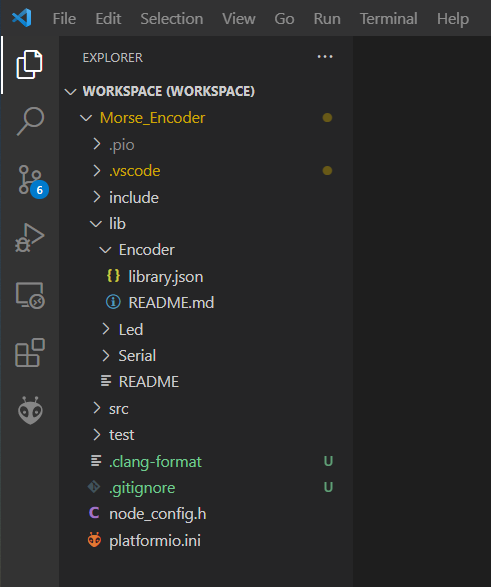 File Edit Selection View Go Run Terminal Help
EXPLORER ...
WORKSPACE (WORKSPACE)
Morse_Encoder
.pio
.vscode
include
6
lib
Encoder
{} library.json
README.md
Led
Serial
README
src
test
.clang-format U
.gitignore U
C node_config.h
platformio.ini